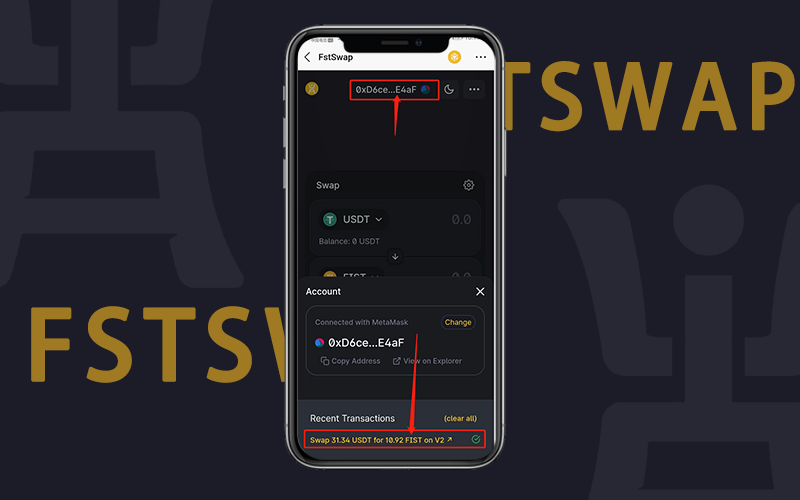 FstSwap
0xD6ce...E4aF
TSWAP
Swap
USDT
0.0
Balance: 0 USDT
FIST
0.0
Account
FSTSW
Connected with MetaMask
Change
0xD6ce...E4aF
Copy Address
View on Explorer
Recent Transactions
(clear all)
Swap 31.34 USDT for 10.92 FIST on V2 ↗